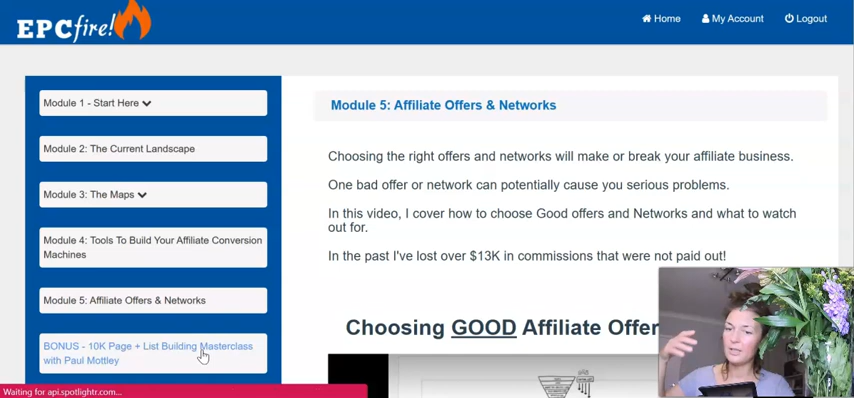 EPCfire!
Home
My Account
Logout
Module 1 - Start Here
Module 2: The Current Landscape
Module 3: The Maps
Module 4: Tools To Build Your Affiliate Conversion
Machines
Module 5: Affiliate Offers & Networks
BONUS - 10K Page + List Building Masterclass
with Paul Mottley
Waiting for api.spotlightr.com...
Module 5: Affiliate Offers & Networks
Choosing the right offers and networks will make or break your affiliate business.
One bad offer or network can potentially cause you serious problems.
In this video, I cover how to choose Good offers and Networks and what to watch
out for.
In the past I've lost over $13K in commissions that were not paid out!
Choosing GOOD Affiliate Offer